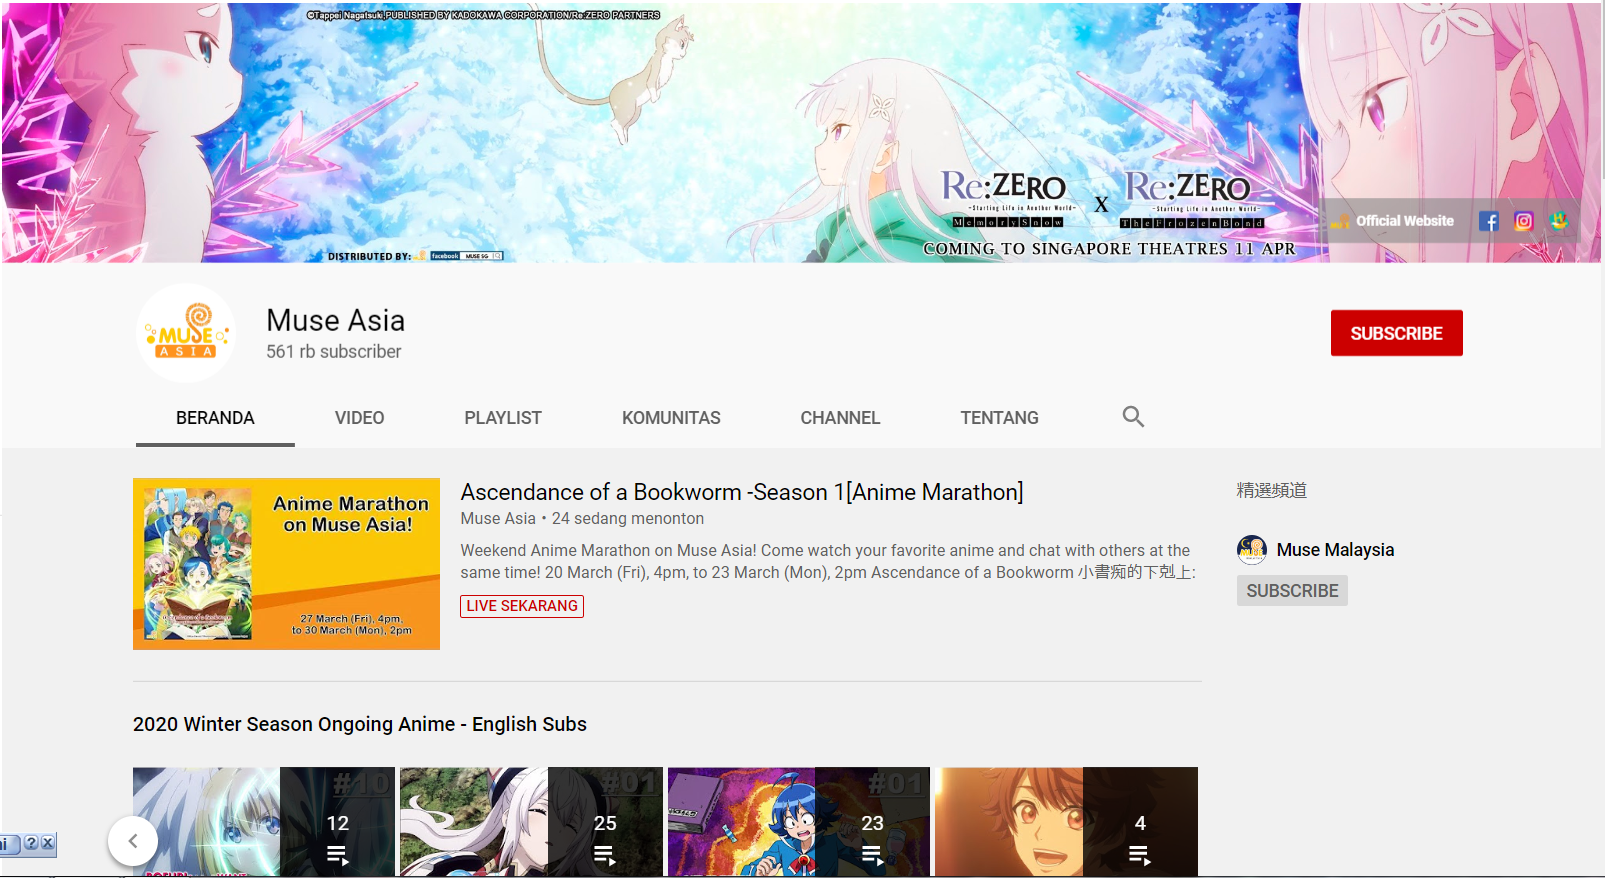 ©Tappei Nagatsuki,PUBLISHED BY KADOKAWA CORPORATION/Re:ZERO PARTNERS
Re:ZERO
-Starting Life in Another World-
Memory Snow
x
Re:ZERO
-Starting Life in Another World-
The Frozen Bond
COMING TO SINGAPORE THEATRES 11 APR
DISTRIBUTED BY:
facebook
MUSE SG
Official Website
MUSE
ASIA
Muse Asia
561 rb subscriber
SUBSCRIBE
BERANDA
VIDEO
PLAYLIST
KOMUNITAS
CHANNEL
TENTANG
Anime Marathon
on Muse Asia!
27 March (Fri), 4pm,
to 30 March (Mon), 2pm
Ascendance of a Bookworm -Season 1[Anime Marathon]
Muse Asia • 24 sedang menonton
Weekend Anime Marathon on Muse Asia! Come watch your favorite anime and chat with others at the
same time! 20 March (Fri), 4pm, to 23 March (Mon), 2pm Ascendance of a Bookworm 小書痴的下剋上:
LIVE SEKARANG
精選頻道
Muse Malaysia
SUBSCRIBE
2020 Winter Season Ongoing Anime - English Subs
#10
12
#01
25
#01
23
4